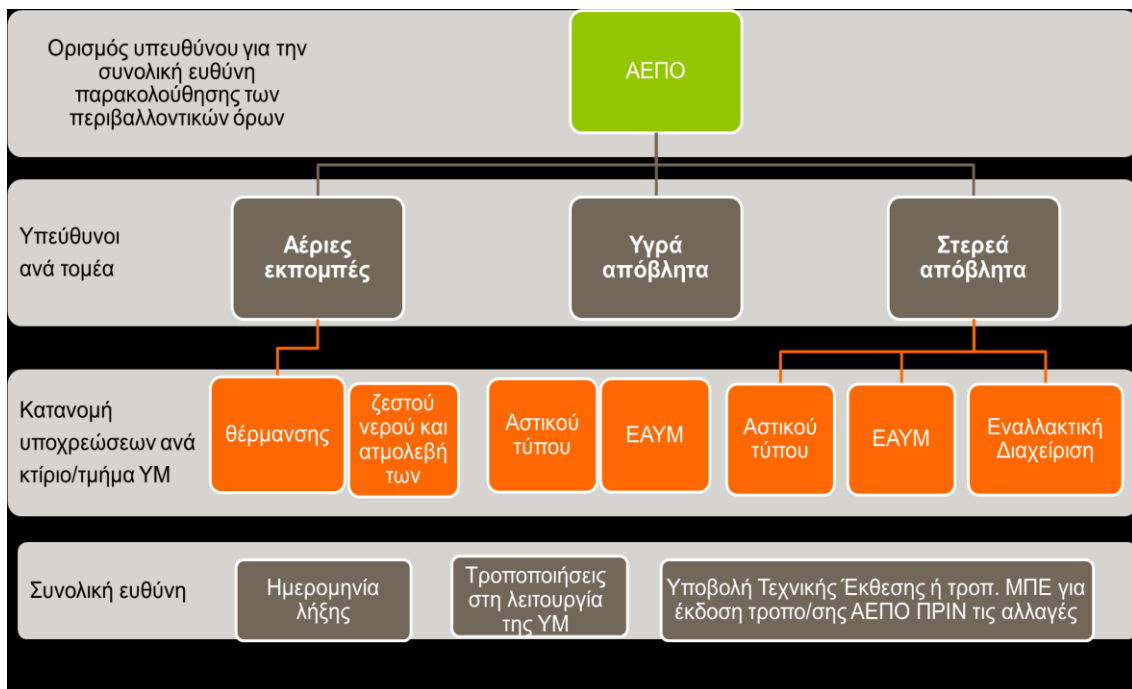 Ορισμός υπευθύνου για την
συνολική ευθύνη
παρακολούθησης των
περιβαλλοντικών όρων
ΑΕΠΟ
Υπεύθυνοι
ανά τομέα
Αέριες
εκπομπές
Υγρά
απόβλητα
Στερεά
απόβλητα
Κατανομή
υποχρεώσεων ανά
κτίριο/τμήμα ΥΜ
θέρμανσης
ζεστού
νερού και
ατμολεβή
των
Αστικού
τύπου
ΕΑΥΜ
Αστικού
τύπου
ΕΑΥΜ
Εναλλακτική
Διαχείριση
Συνολική ευθύνη
Ημερομηνία
λήξης
Τροποποιήσεις
στη λειτουργία
της ΥΜ
Υποβολή Τεχνικής Έκθεσης ή τροπ. ΜΠΕ για
έκδοση τροπο/σης ΑΕΠΟ ΠΡΙΝ τις αλλαγές